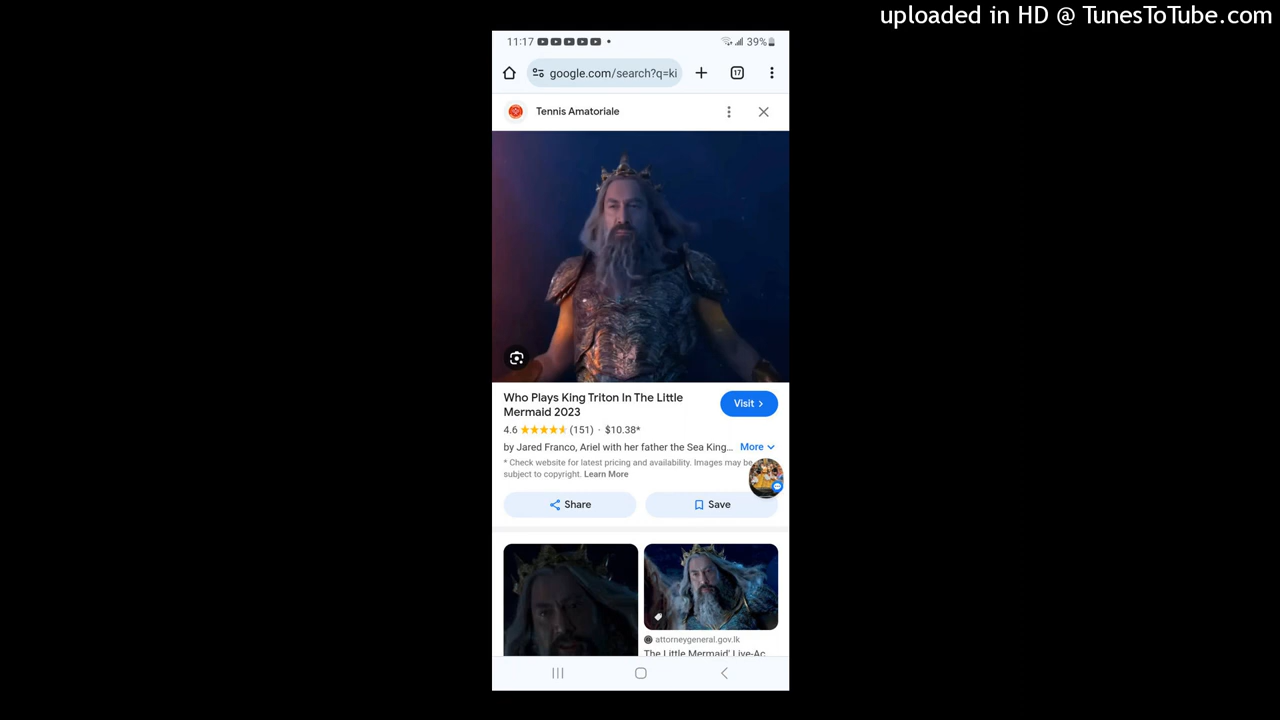 uploaded in HD @ TunesToTube.com
11:17
39%
google.com/search?q=ki
17
Tennis Amatoriale
Who Plays King Triton In The Little
Mermaid 2023
Visit
4.6 ★★★★★ (151) · $10.38*
by Jared Franco, Ariel with her father the Sea King... More
* Check website for latest pricing and availability. Images may be
subject to copyright. Learn More
Share
Save
attorneygeneral.gov.lk
The Little Mermaid' Live-Ac